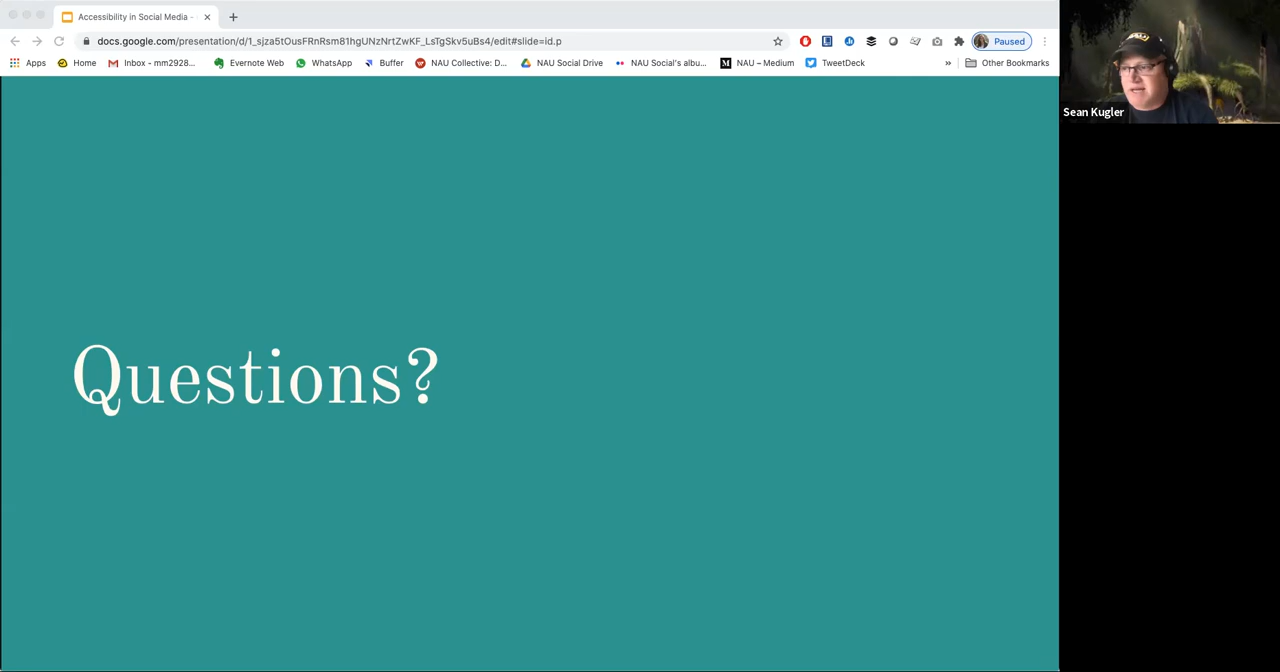 Accessibility in Social Media -
docs.google.com/presentation/d/1_sjza5tOusFRnRsm81hgUNzNrtZwKF_LsTgSkv5uBs4/edit#slide=id.p
Paused
Apps Home Inbox - mm2928... Evernote Web WhatsApp Buffer NAU Collective: D... NAU Social Drive NAU Social's albu... NAU – Medium TweetDeck » Other Bookmarks
Sean Kugler
Questions?